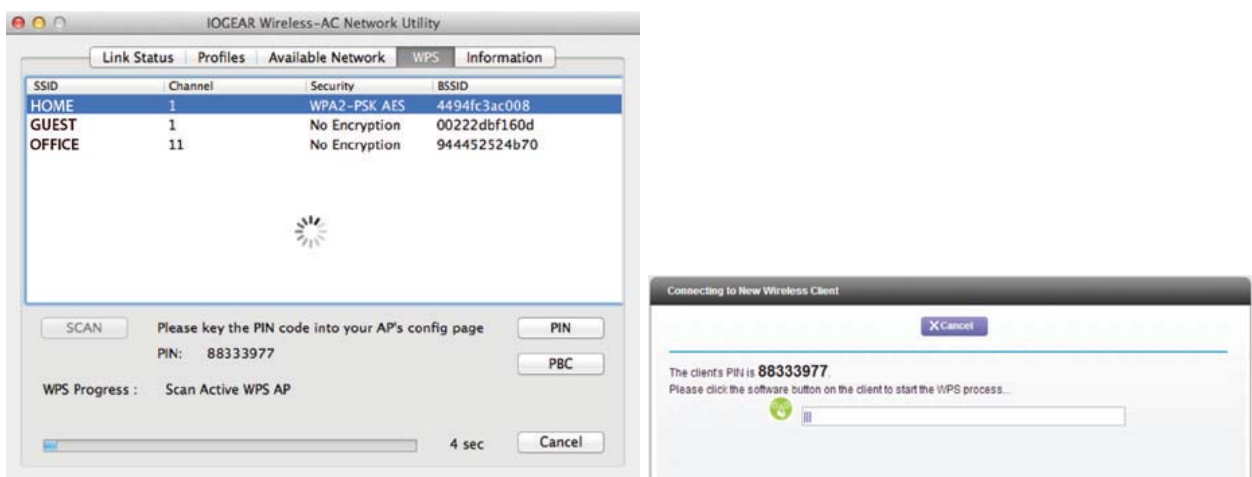 IOGEAR Wireless-AC Network Utility
Link Status Profiles Available Network WPS Information
SSID Channel Security BSSID
HOME 1 WPA2-PSK AES 4494fc3ac008
GUEST 1 No Encryption 00222dbf160d
OFFICE 11 No Encryption 944452524b70
SCAN Please key the PIN code into your AP's config page PIN
PIN: 88333977
PBC
WPS Progress : Scan Active WPS AP
4 sec Cancel
Connecting to New Wireless Client
X Cancel
The client's PIN is 88333977.
Please click the software button on the client to start the WPS process...